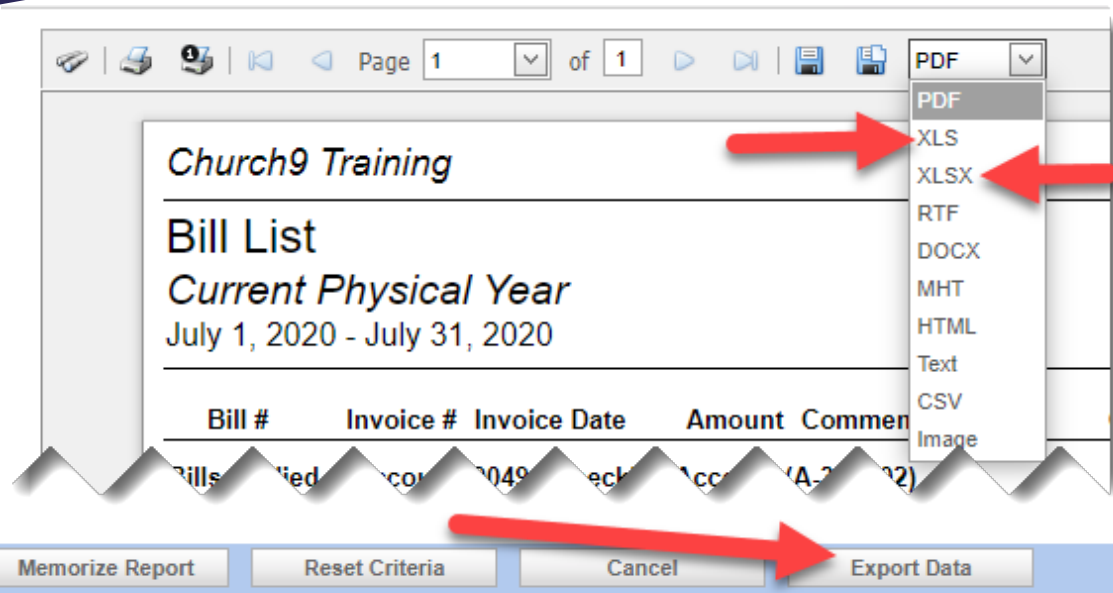 Page 1 of 1 PDF
PDF
XLS
XLSX
RTF
DOCX
MHT
HTML
Text
CSV
Image
Church9 Training
Bill List
Current Physical Year
July 1, 2020 - July 31, 2020
Bill # Invoice # Invoice Date Amount Commen
Bills
Memorize Report Reset Criteria Cancel Export Data